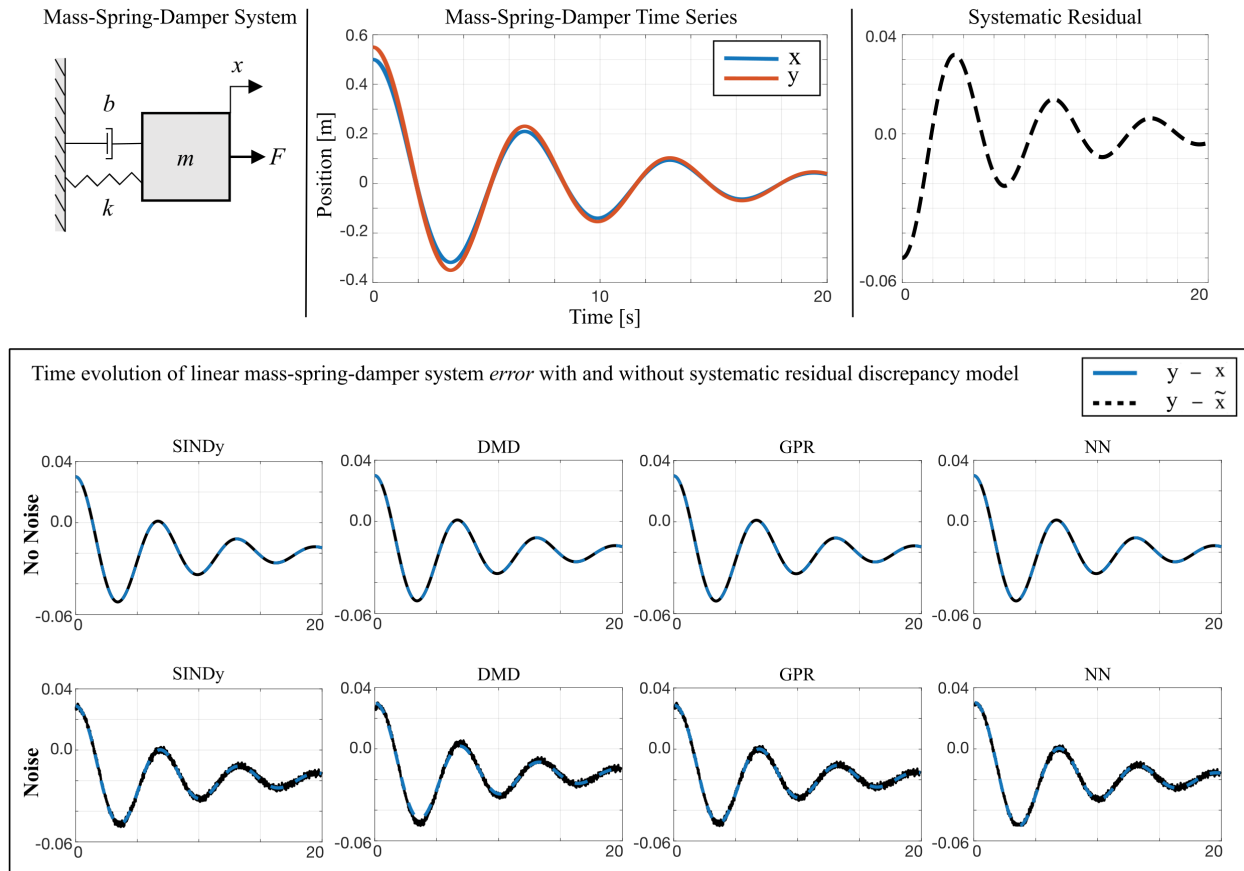 Mass-Spring-Damper System
x
b
m
F
k
Mass-Spring-Damper Time Series
0.6
0.4
0.2
0
-0.2
-0.4
Position [m]
0
10
20
Time [s]
x
y
Systematic Residual
0.04
0.0
-0.06
0
20
Time evolution of linear mass-spring-damper system error with and without systematic residual discrepancy model
y - x
y - x̃
No Noise
SINDy
0.04
0.0
-0.06
0
20
DMD
0.04
0.0
-0.06
0
20
GPR
0.04
0.0
-0.06
0
20
NN
0.04
0.0
-0.06
0
20
Noise
SINDy
0.04
0.0
-0.06
0
20
DMD
0.04
0.0
-0.06
0
20
GPR
0.04
0.0
-0.06
0
20
NN
0.04
0.0
-0.06
0
20